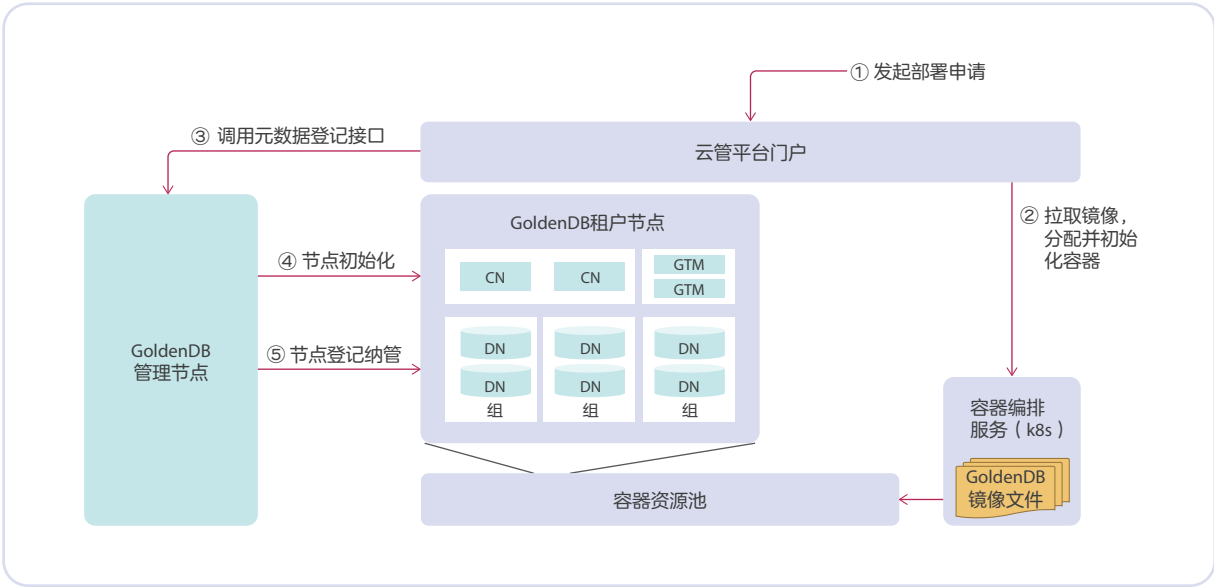 ① 发起部署申请
③ 调用元数据登记接口
云管平台门户
② 拉取镜像，
分配并初始
化容器
GoldenDB租户节点
④ 节点初始化
CN
CN
GTM
GTM
GoldenDB
管理节点
⑤ 节点登记纳管
DN
DN
DN
DN
DN
DN
组
组
组
容器编排
服务（k8s）
GoldenDB
镜像文件
容器资源池